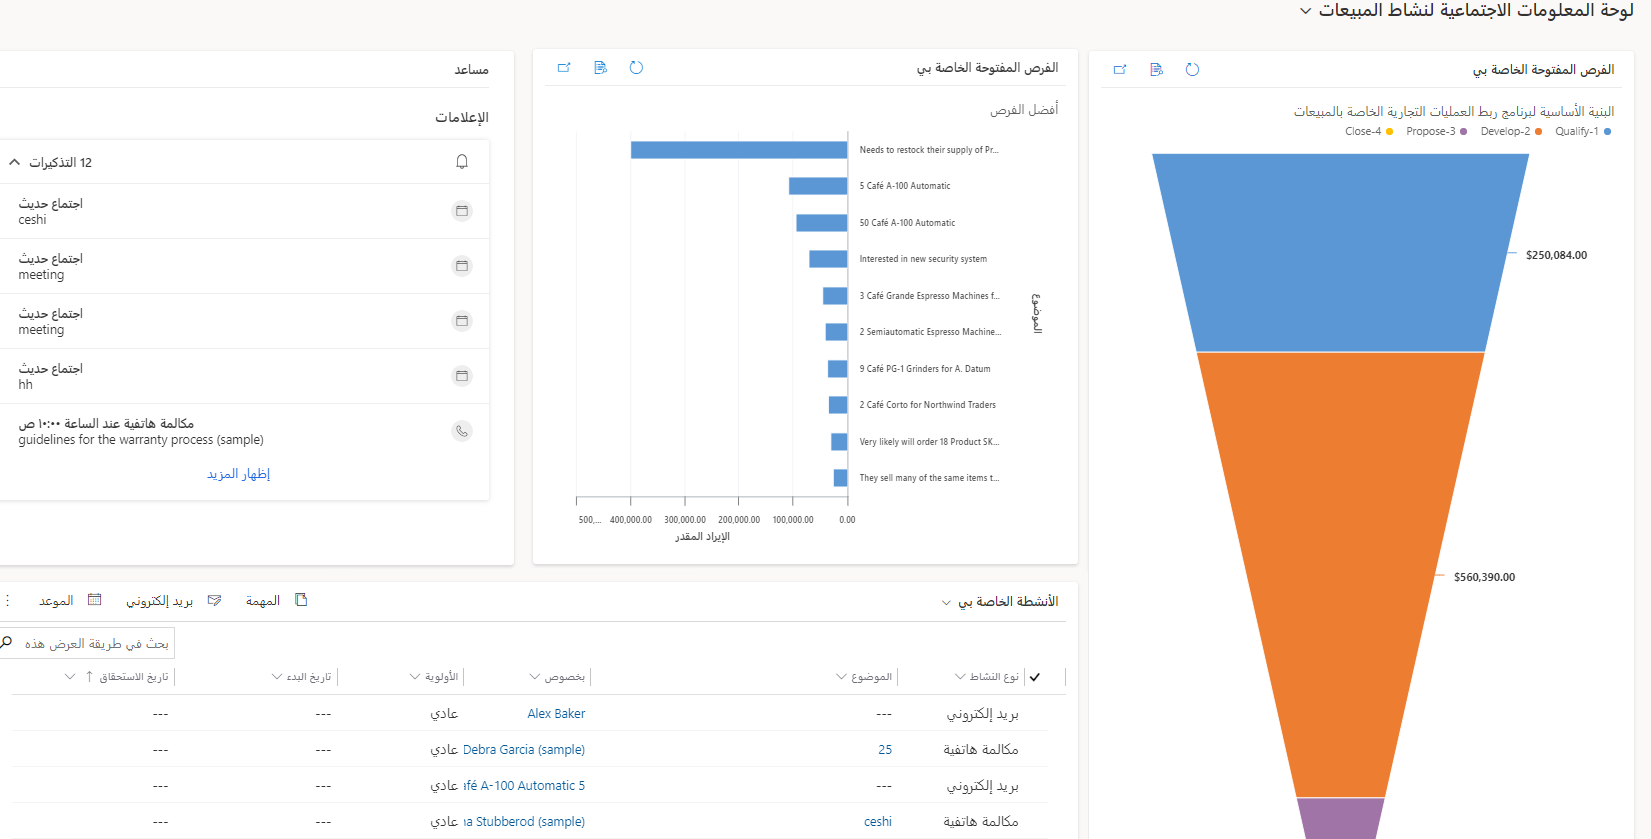 لوحة المعلومات الاجتماعية لنشاط المبيعات
الفرص المفتوحة الخاصة بي
البنية الأساسية لبرنامج ربط العمليات التجارية الخاصة بالمبيعات
1-Qualify
2-Develop
3-Propose
4-Close
$250,084.00
$560,390.00
الفرص المفتوحة الخاصة بي
أفضل الفرص
Needs to restock their supply of Pr...
5 Café A-100 Automatic
50 Café A-100 Automatic
Interested in new security system
3 Café Grande Espresso Machines f...
2 Semiautomatic Espresso Machine...
9 Café PG-1 Grinders for A. Datum
2 Café Corto for Northwind Traders
Very likely will order 18 Product SK...
They sell many of the same items t...
الموضوع
500,... 400,000.00 300,000.00 200,000.00 100,000.00 0.00
الإيراد المقدر
مساعد
الإعلامات
12 التذكيرات
اجتماع حديث
ceshi
اجتماع حديث
meeting
اجتماع حديث
meeting
اجتماع حديث
hh
مكالمة هاتفية عند الساعة ١٠:٠٠ ص
guidelines for the warranty process (sample)
إظهار المزيد
الأنشطة الخاصة بي
المهمة
بريد إلكتروني
الموعد
بحث في طريقة العرض هذه
نوع النشاط الموضوع بخصوص الأولوية تاريخ البدء تاريخ الاستحقاق
بريد إلكتروني --- Alex Baker عادي --- ---
مكالمة هاتفية 25 Debra Garcia (sample) عادي --- ---
بريد إلكتروني --- afé A-100 Automatic 5 عادي --- ---
مكالمة هاتفية ceshi na Stubberod (sample) عادي --- ---